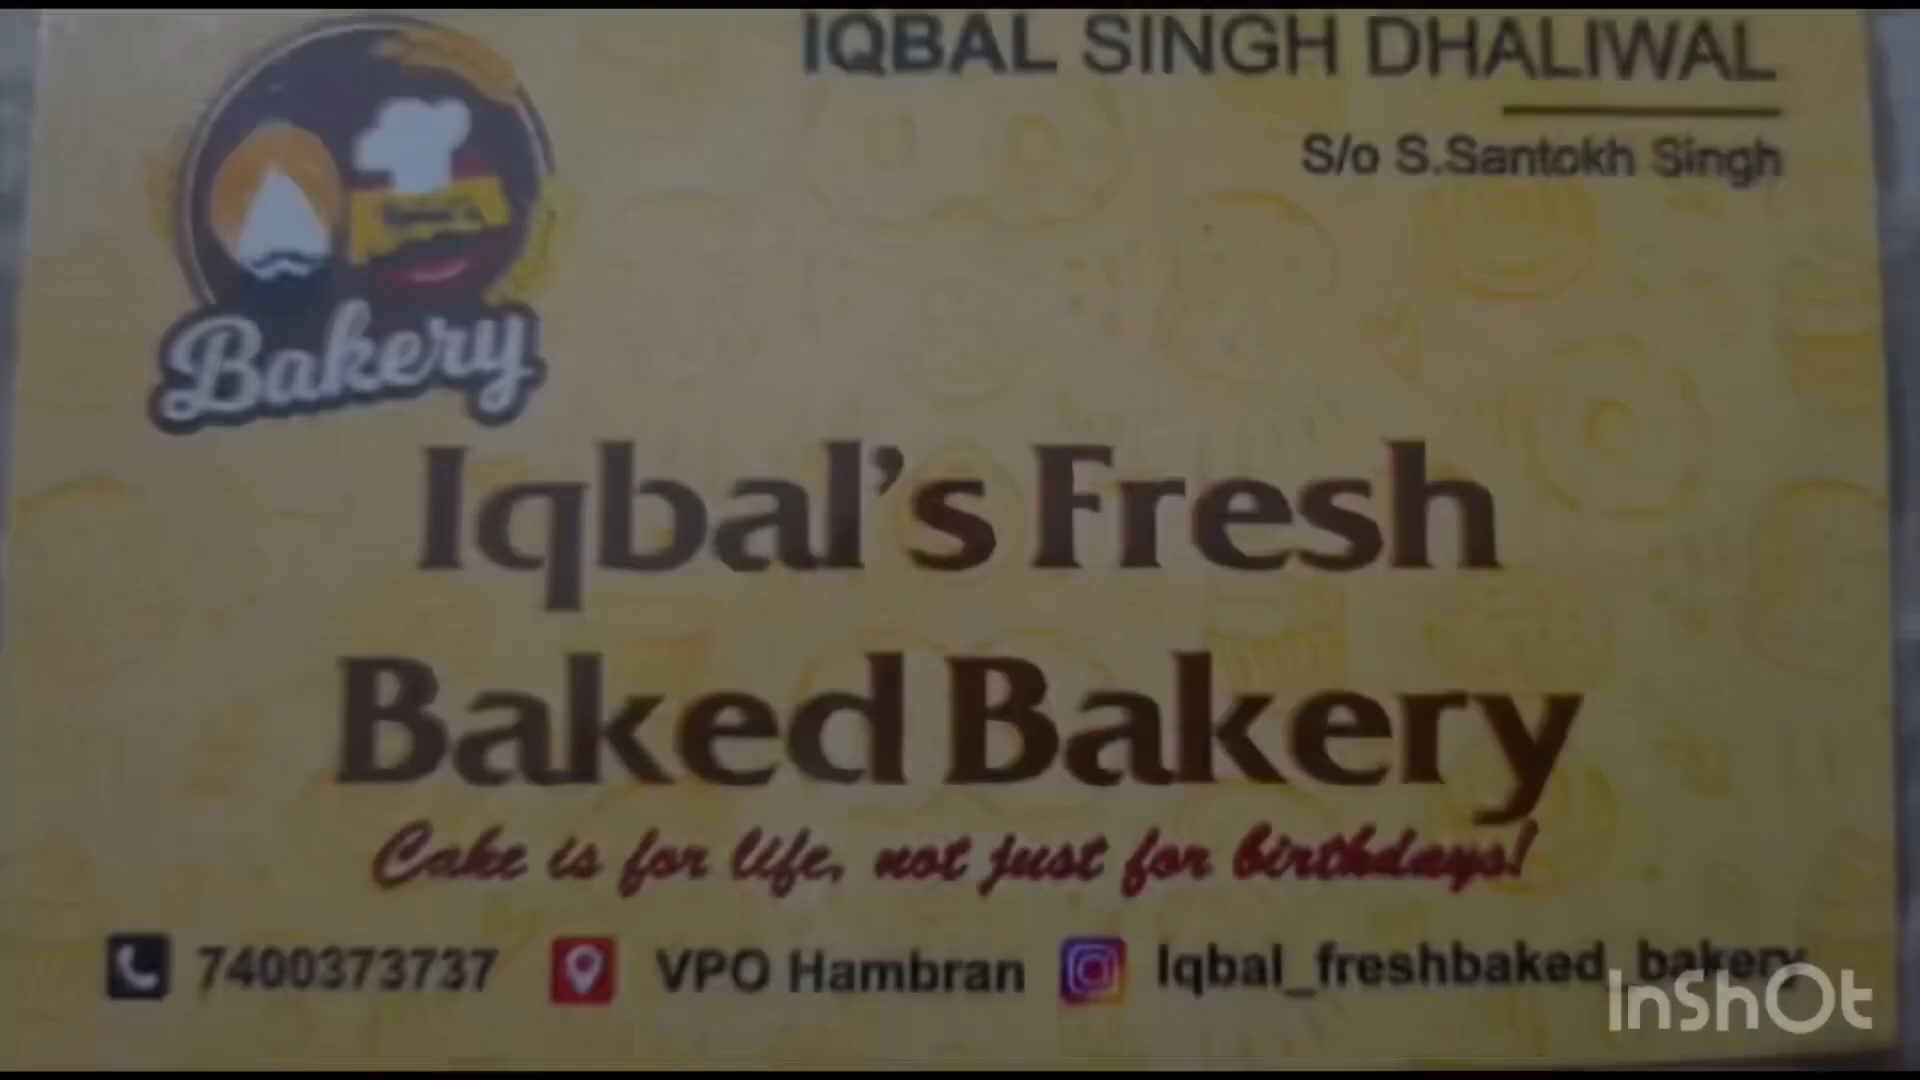 IQBAL SINGH DHALIWAL
S/o S.Santokh Singh
Bakery
Iqbal's Fresh
Baked Bakery
Cake is for life, not just for birthdays!
7400373737 VPO Hambran Iqbal_freshbaked_bakery
InShOt